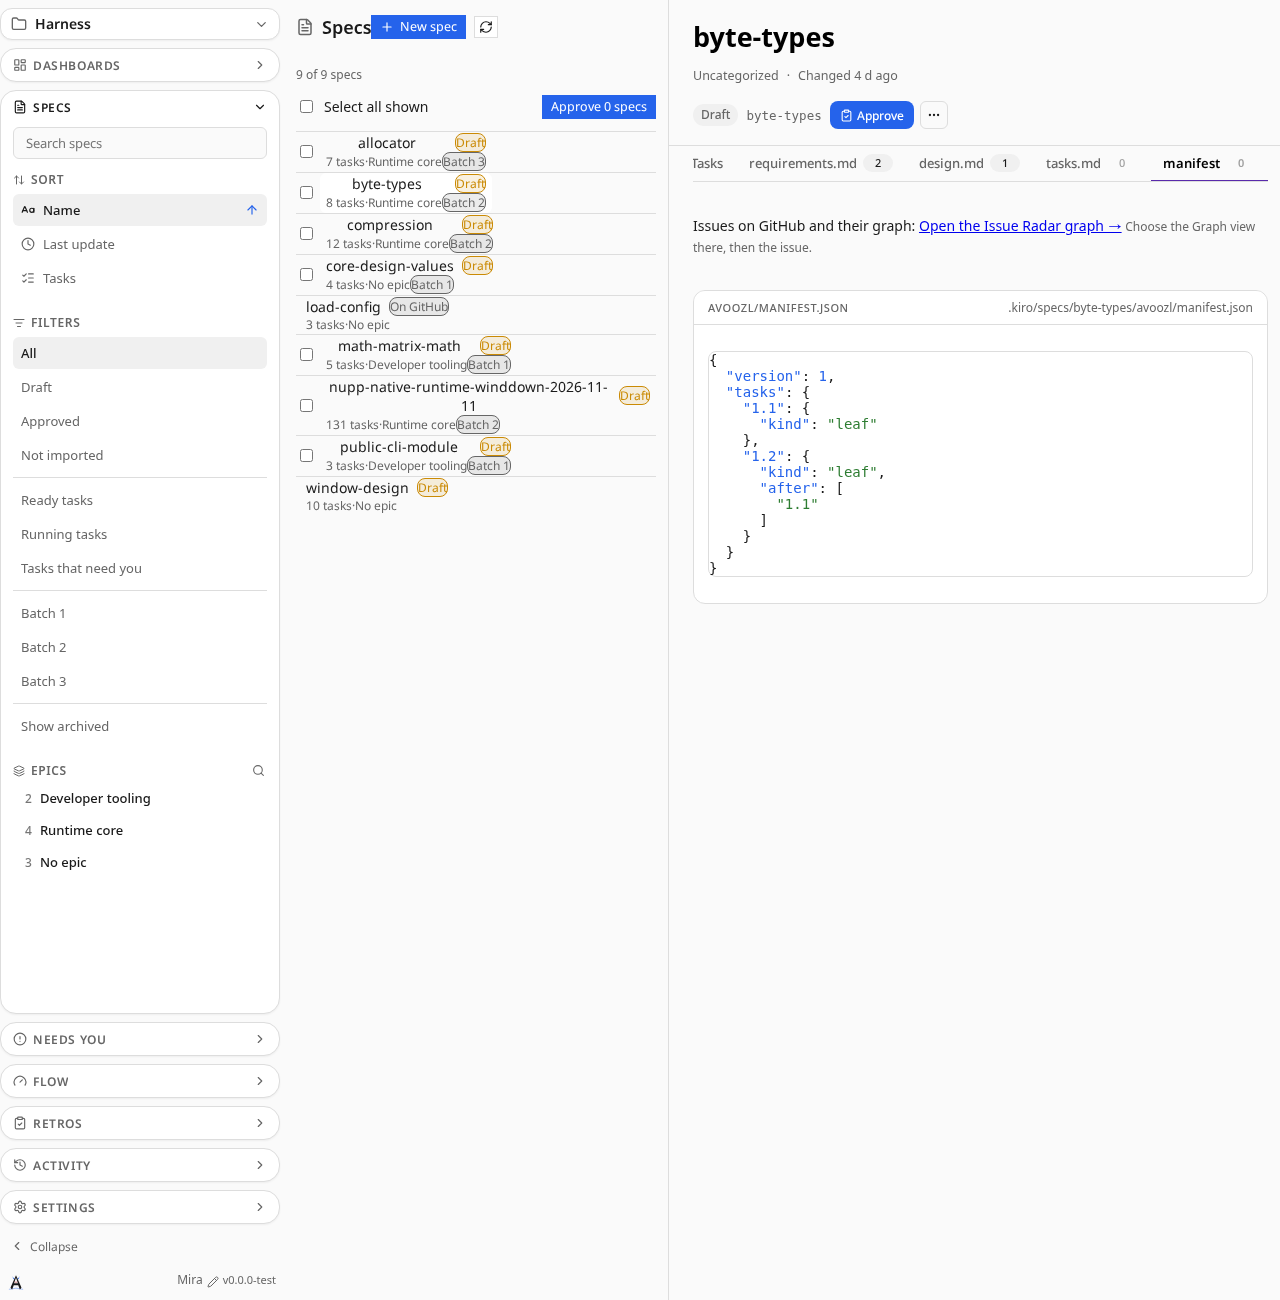 Harness
DASHBOARDS
SPECS
Search specs
SORT
Aa Name
Last update
Tasks
FILTERS
All
Draft
Approved
Not imported
Ready tasks
Running tasks
Tasks that need you
Batch 1
Batch 2
Batch 3
Show archived
EPICS
2 Developer tooling
4 Runtime core
3 No epic
NEEDS YOU
FLOW
RETROS
ACTIVITY
SETTINGS
Collapse
A Mira v0.0.0-test
Specs + New spec
9 of 9 specs
Select all shown Approve 0 specs
allocator Draft
7 tasks·Runtime core Batch 3
byte-types Draft
8 tasks·Runtime core Batch 2
compression Draft
12 tasks·Runtime core Batch 2
core-design-values Draft
4 tasks·No epic Batch 1
load-config On GitHub
3 tasks·No epic
math-matrix-math Draft
5 tasks·Developer tooling Batch 1
nupp-native-runtime-winddown-2026-11-
11 Draft
131 tasks·Runtime core Batch 2
public-cli-module Draft
3 tasks·Developer tooling Batch 1
window-design Draft
10 tasks·No epic
byte-types
Uncategorized · Changed 4 d ago
Draft byte-types Approve ···
Tasks requirements.md 2 design.md 1 tasks.md 0 manifest 0
Issues on GitHub and their graph: Open the Issue Radar graph → Choose the Graph view
there, then the issue.
AVOOZL/MANIFEST.JSON .kiro/specs/byte-types/avoozl/manifest.json
{
"version": 1,
"tasks": {
"1.1": {
"kind": "leaf"
},
"1.2": {
"kind": "leaf",
"after": [
"1.1"
]
}
}
}